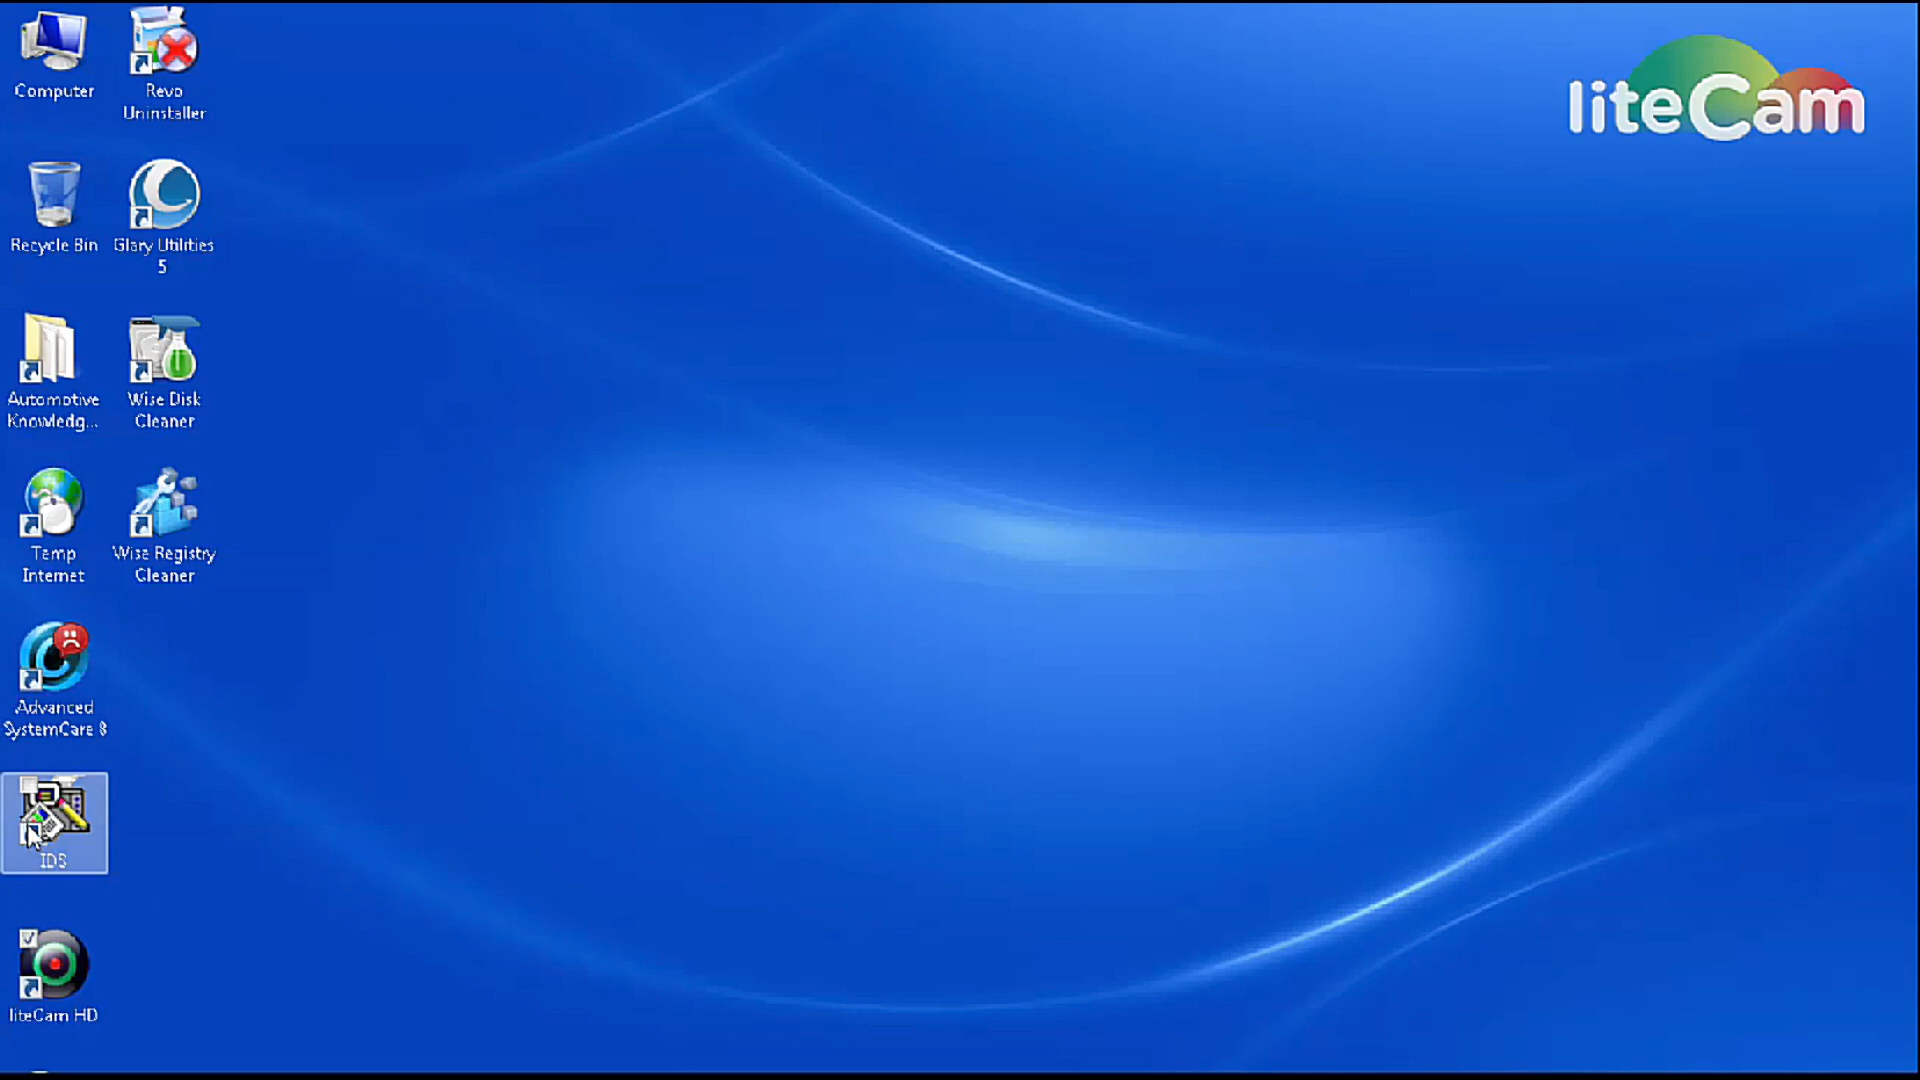 Computer
Revo
Uninstaller
liteCam
Recycle Bin
Glary Utilities
5
Automotive
Knowledg...
Wise Disk
Cleaner
Temp
Internet
Wise Registry
Cleaner
Advanced
SystemCare 8
IDS
liteCam HD